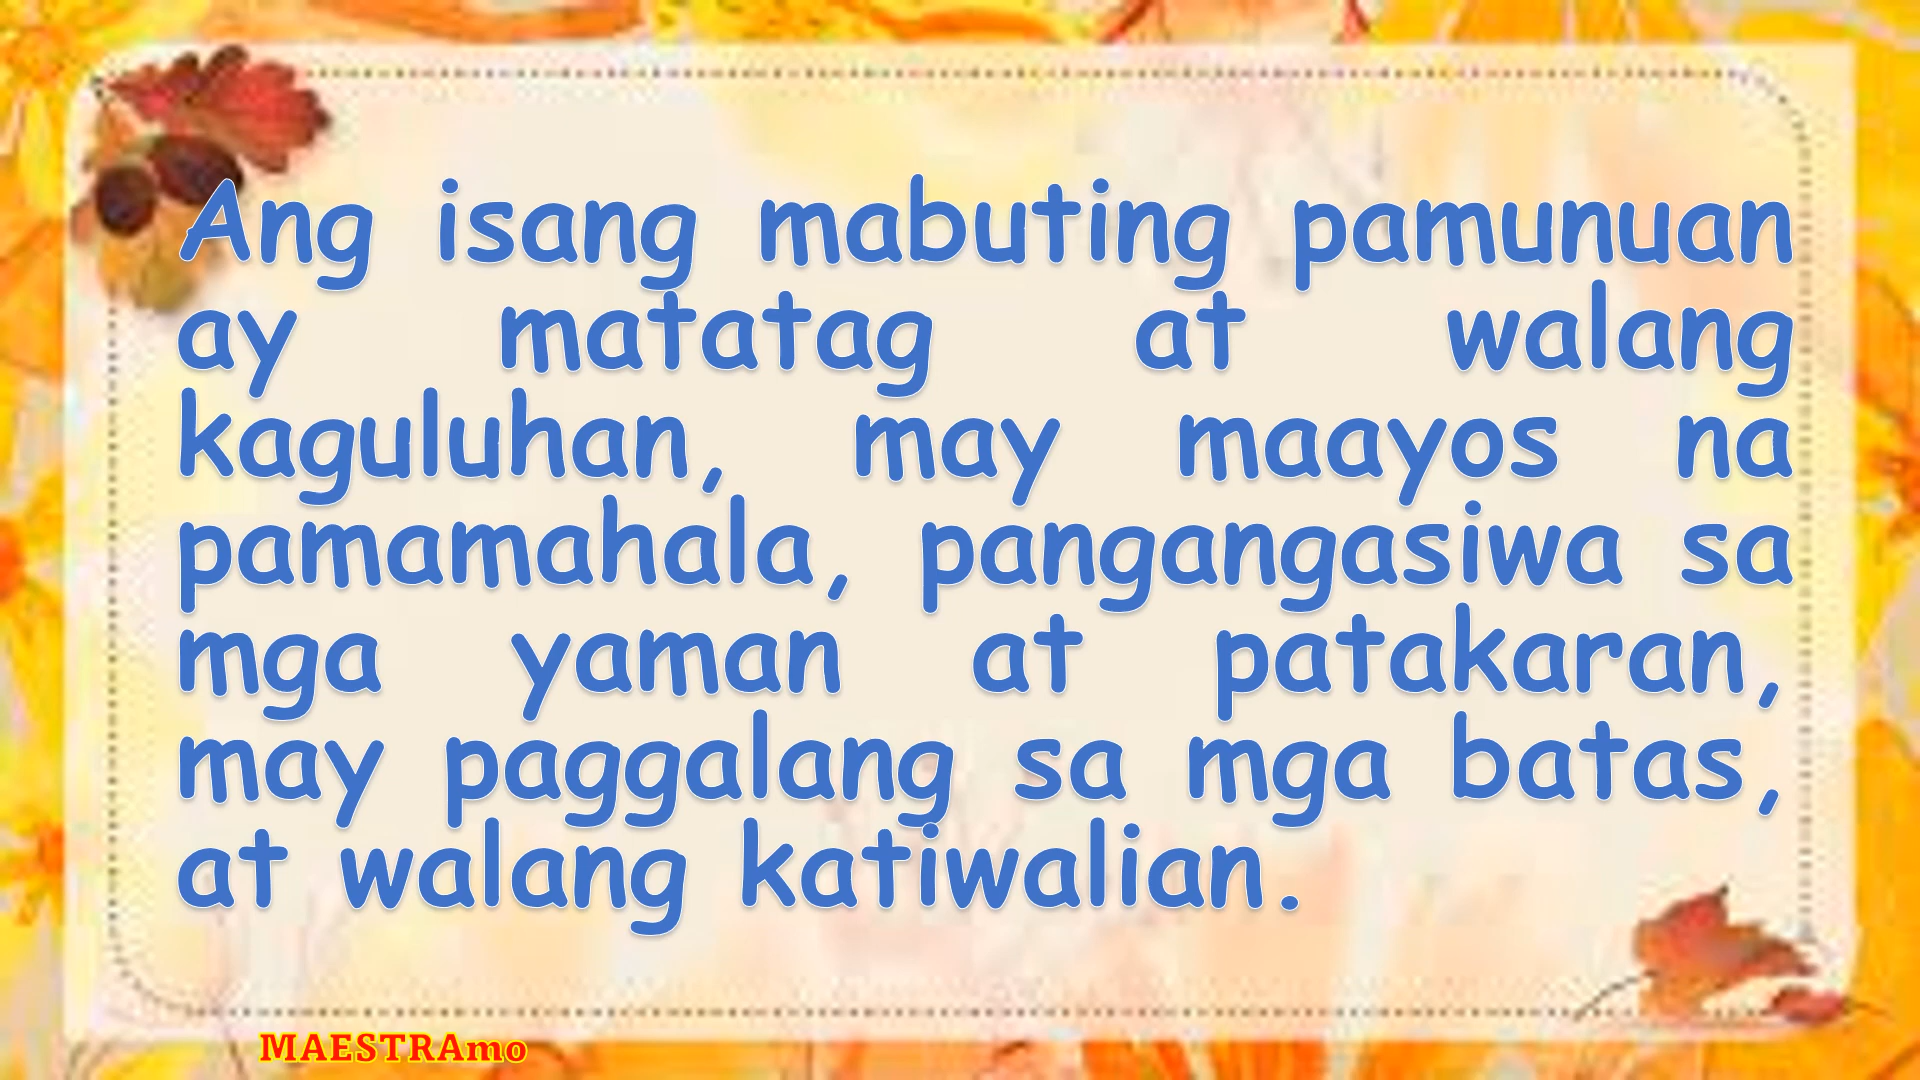 Ang isang mabuting pamunuan
ay matatag at walang
kaguluhan, may maayos na
pamamahala, pangangasiwa sa
mga yaman at patakaran,
may paggalang sa mga batas,
at walang katiwalian.
MAESTRAmo